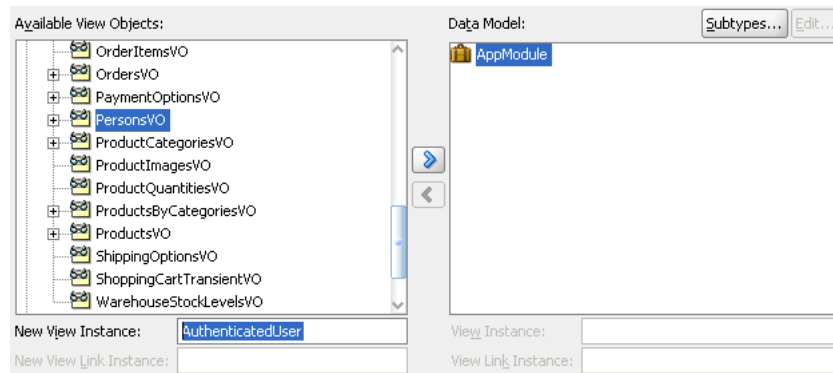 Available View Objects:
Data Model:
Subtypes...
Edit...
OrderItemsVO
OrdersVO
PaymentOptionsVO
PersonsVO
ProductCategoriesVO
ProductImagesVO
ProductQuantitiesVO
ProductsByCategoriesVO
ProductsVO
ShippingOptionsVO
ShoppingCartTransientVO
WarehouseStockLevelsVO
AppModule
New View Instance:
AuthenticatedUser
New View Link Instance:
View Instance:
View Link Instance: